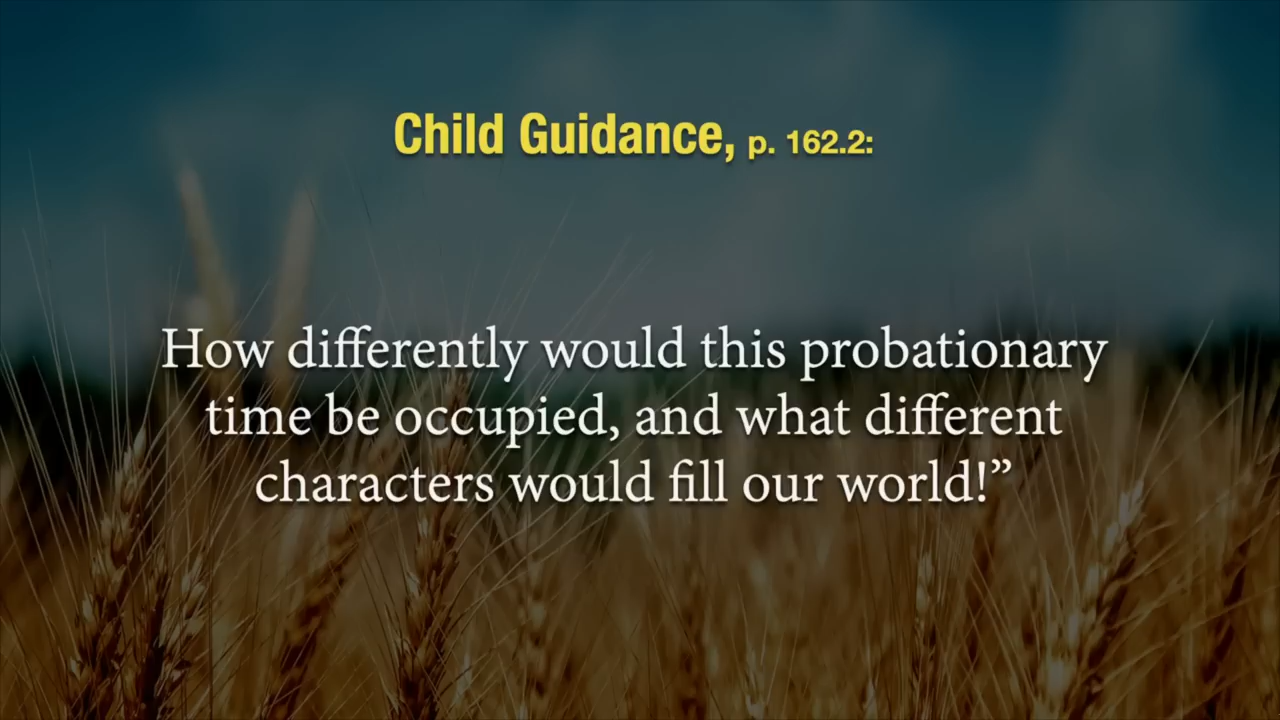 Child Guidance, p. 162.2:
How differently would this probationary
time be occupied, and what different
characters would fill our world!”